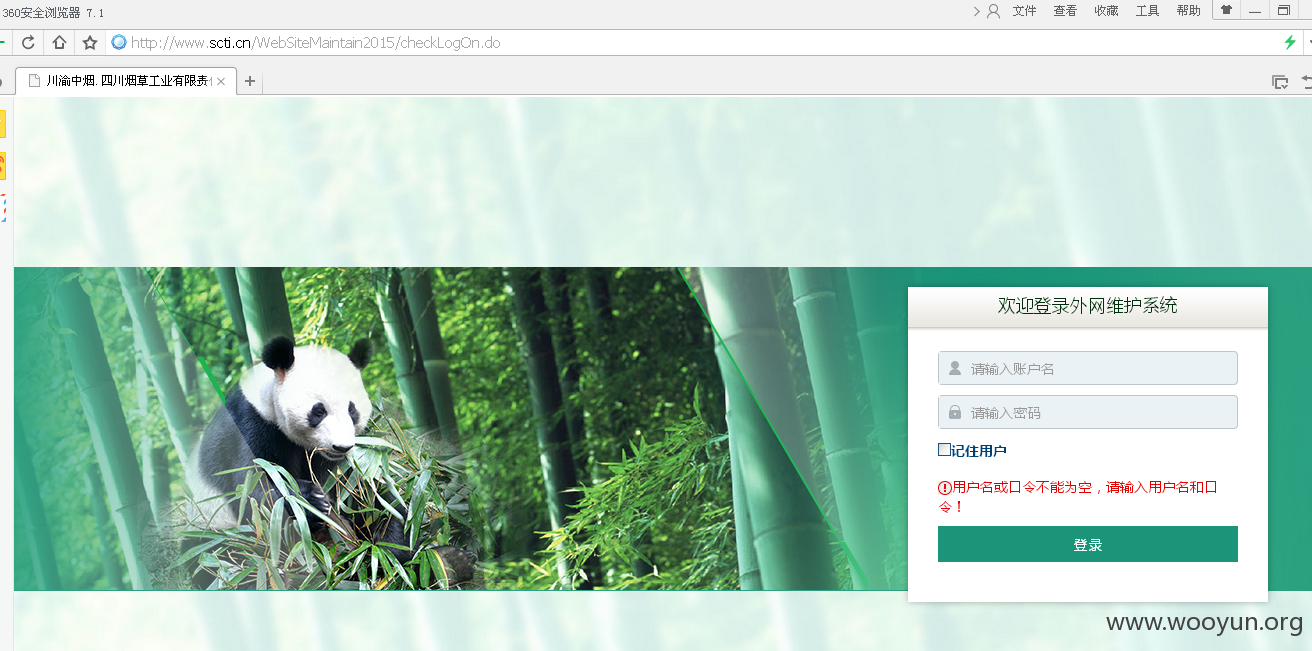 360安全浏览器 7.1
文件 查看 收藏 工具 帮助
http://www.scti.cn/WebSiteMaintain2015/checkLogOn.do
川渝中烟. 四川烟草工业有限责
欢迎登录外网维护系统
请输入账户名
请输入密码
记住用户
用户名或口令不能为空，请输入用户名和口
令！
登录
www.wooyun.org